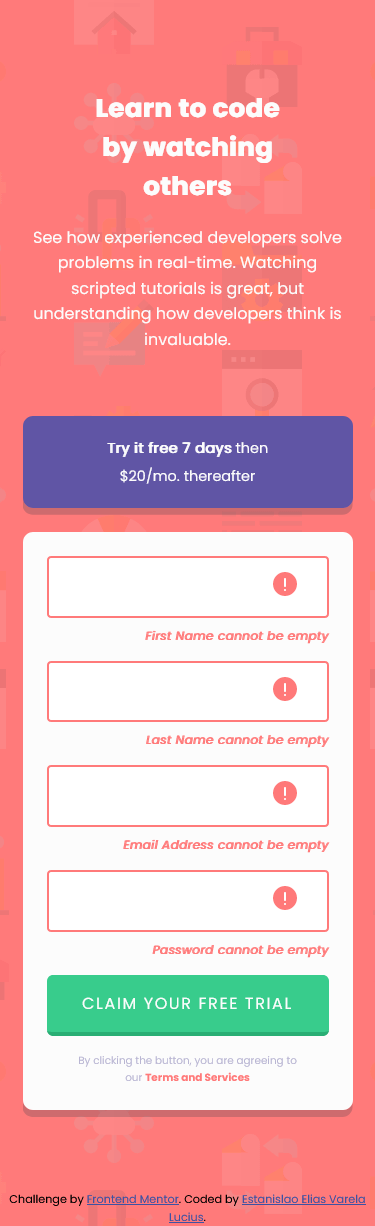 Learn to code
by watching
others
See how experienced developers solve
problems in real-time. Watching
scripted tutorials is great, but
understanding how developers think is
invaluable.
Try it free 7 days then
$20/mo. thereafter
First Name cannot be empty
Last Name cannot be empty
Email Address cannot be empty
Password cannot be empty
CLAIM YOUR FREE TRIAL
By clicking the button, you are agreeing to
our Terms and Services
Challenge by Frontend Mentor. Coded by Estanislao Elias Varela
Lucius.